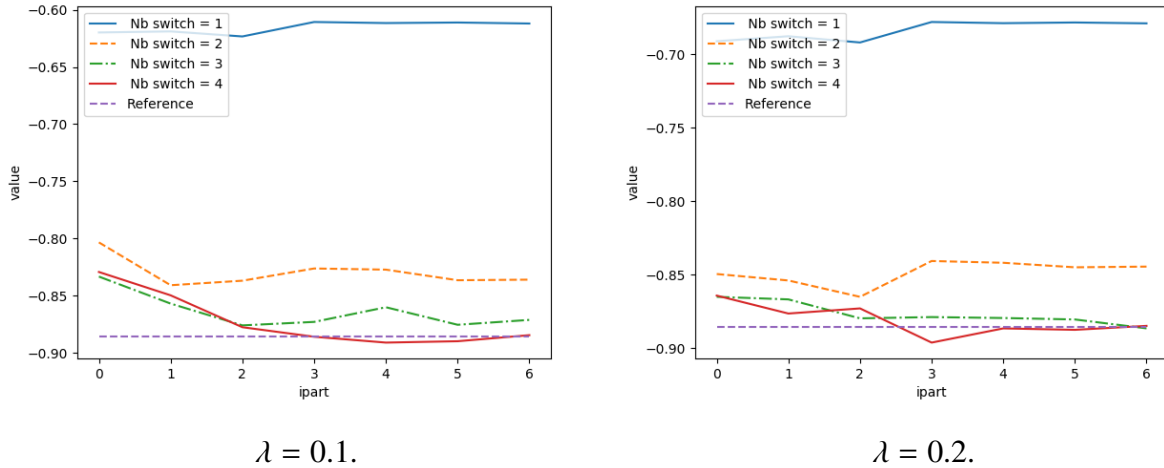 −0.60
−0.65
−0.70
−0.75
−0.80
−0.85
−0.90
value
Nb switch = 1
Nb switch = 2
Nb switch = 3
Nb switch = 4
Reference
0 1 2 3 4 5 6
ipart
λ = 0.1.
−0.70
−0.75
−0.80
−0.85
−0.90
value
Nb switch = 1
Nb switch = 2
Nb switch = 3
Nb switch = 4
Reference
0 1 2 3 4 5 6
ipart
λ = 0.2.